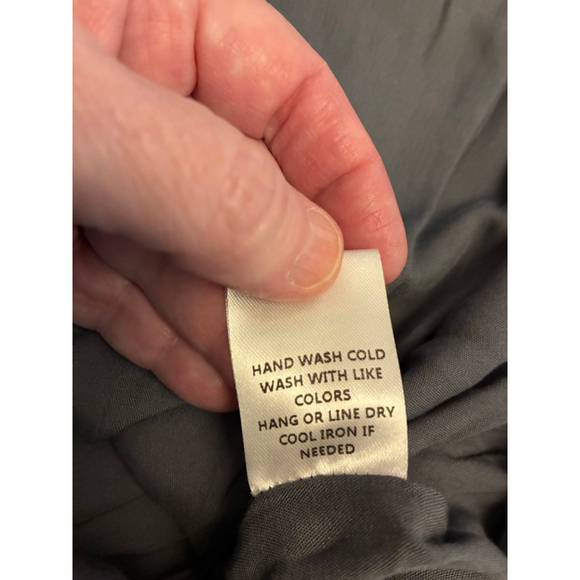 HAND WASH COLD
WASH WITH LIKE
COLORS
HANG OR LINE DRY
COOL IRON IF
NEEDED